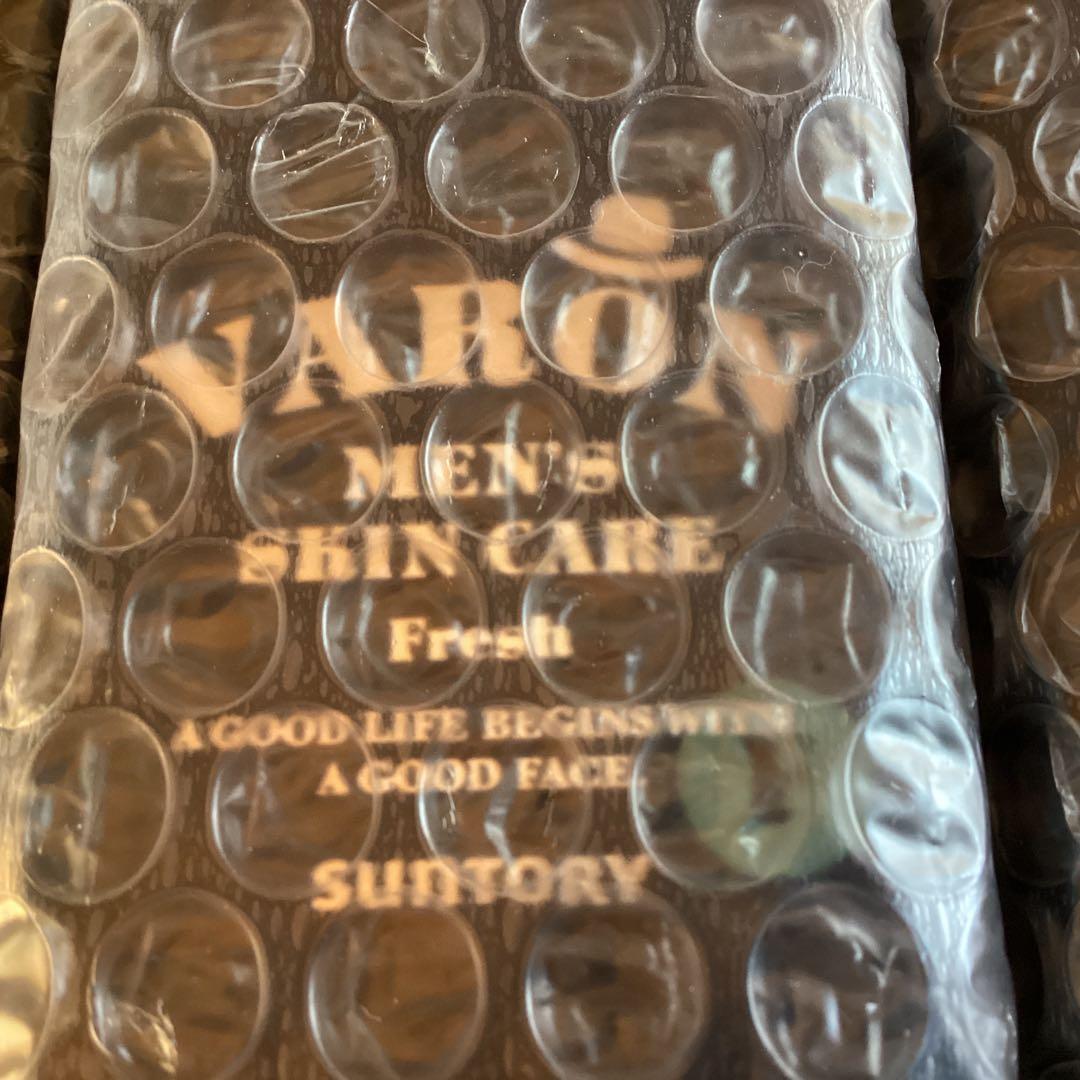 VARON
MEN'S
SKIN CARE
Fresh
A GOOD LIFE BEGINS WITH
A GOOD FACE.
SUNTORY